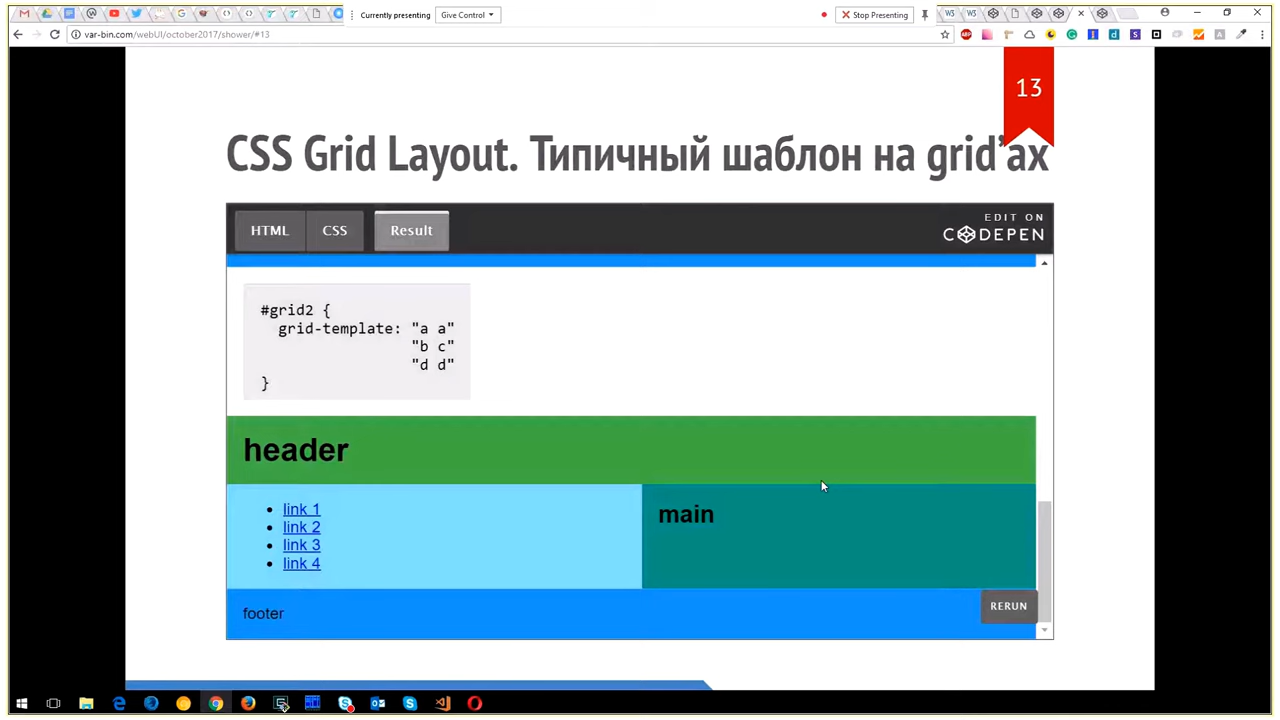 Currently presenting
Give Control
Stop Presenting
var-bin.com/webUI/october2017/shower/#13
13
CSS Grid Layout. Типичный шаблон на grid’ах
HTML
CSS
Result
EDIT ON
CODEPEN
#grid2 {
grid-template: "a a"
"b c"
"d d"
}
header
link 1
link 2
link 3
link 4
main
footer
RERUN